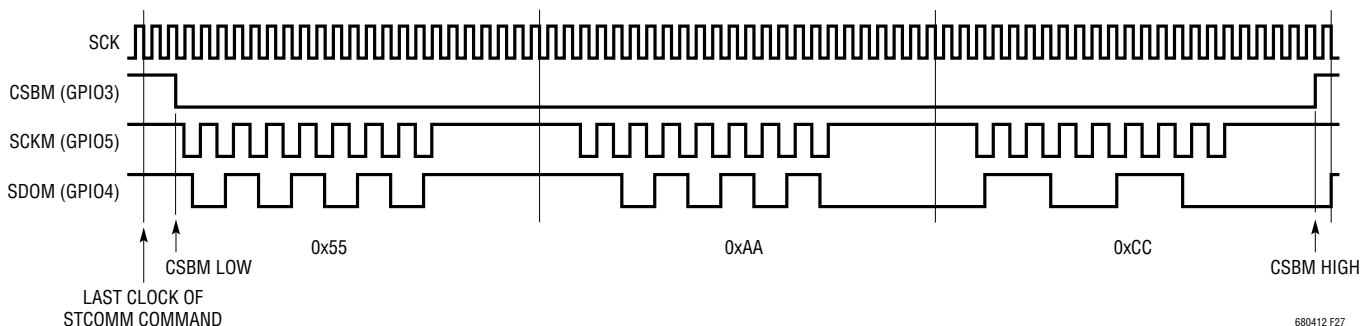 SCK
CSBM (GPIO3)
SCKM (GPIO5)
SDOM (GPIO4)
0x55
0xAA
0xCC
CSBM LOW
CSBM HIGH
LAST CLOCK OF
STCOMM COMMAND
680412 F27